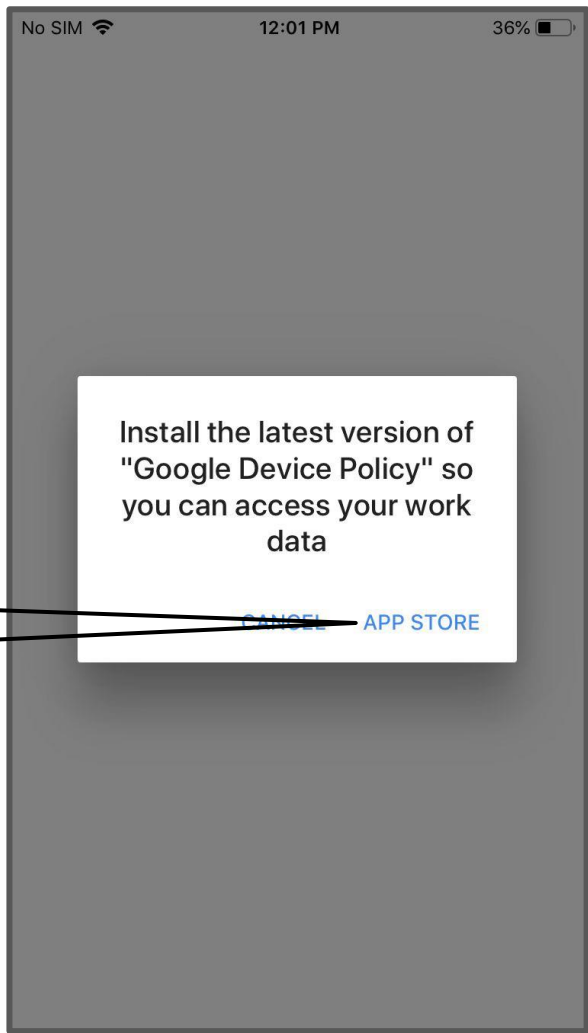 No SIM 12:01 PM 36%
Install the latest version of
"Google Device Policy" so
you can access your work
data
CANCEL APP STORE